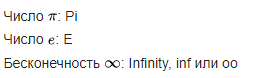 Число π: Pi
Число e: E
Бесконечность ∞: Infinity, inf или oo